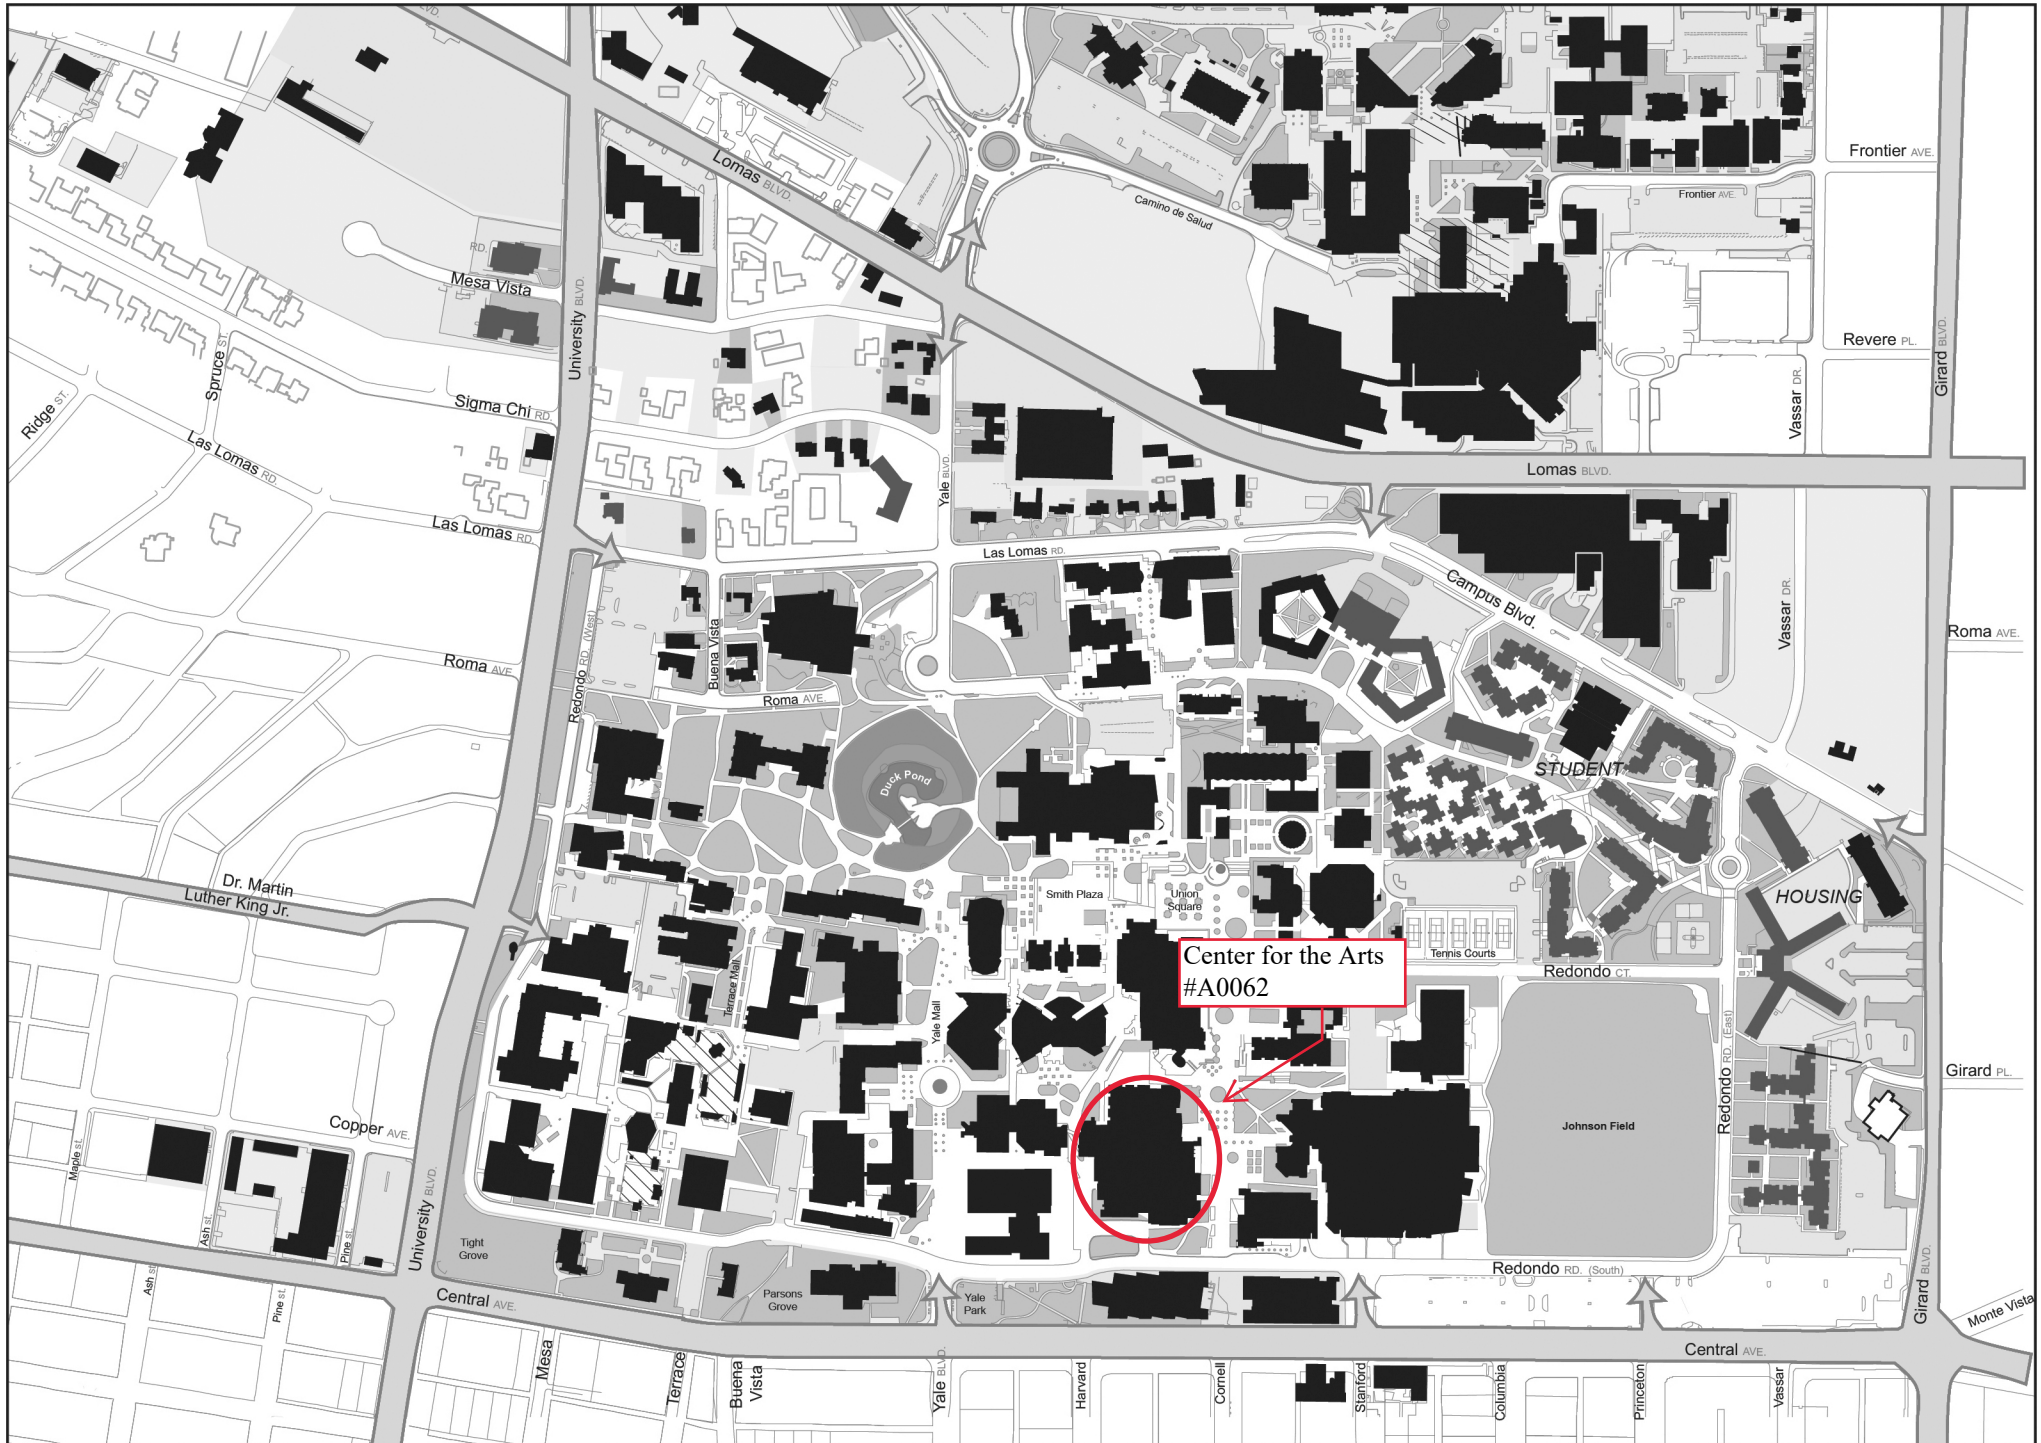 BLVD.
BLVD.
Lomas BLVD.
Frontier AVE.
Frontier AVE.
Camino de Salud
RD.
Mesa Vista
University BLVD.
Spruce ST.
Revere PL.
Girard BLVD.
Vassar DR.
Ridge ST.
Sigma Chi RD
Las Lomas RD.
Lomas BLVD.
Yale BLVD.
Las Lomas RD.
Las Lomas RD.
Campus Blvd.
Vassar DR.
Roma AVE.
Redondo RD. (West)
Buena Vista
Roma AVE
Roma AVE.
Duck Pond
STUDENT
Dr. Martin
Luther King Jr.
Smith Plaza
Union
Square
HOUSING
Center for the Arts
#A0062
Tennis Courts
Redondo CT.
Terrace Mall
Yale Mall
Redondo RD. (East)
Girard PL.
Copper AVE.
Johnson Field
Maple st.
Ash st.
Pine st.
University BLVD.
Tight
Grove
Redondo RD. (South)
Ash st
Pine st.
Central AVE.
Parsons
Grove
Yale
Park
Girard BLVD.
Monte Vista
Central AVE.
Mesa
Terrace
Buena
Vista
Yale BLVD.
Harvard
Cornell
Stanford
Columbia
Princeton
Vassar